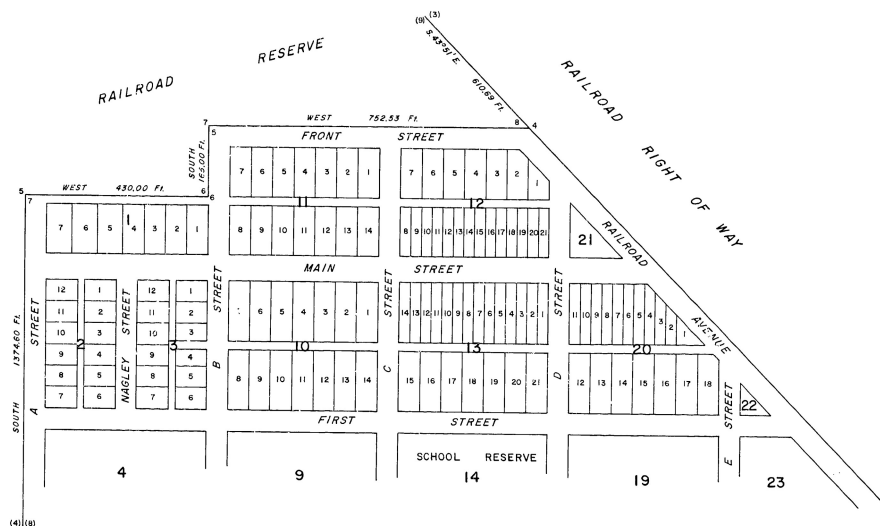 (9) (3)
S. 43°51' E. 610.69 Ft.
RAILROAD RESERVE
RAILROAD RIGHT OF WAY
7 WEST 752.53 Ft. 8 4
5
FRONT STREET
SOUTH 165.00 Ft.
7 6 5 4 3 2 1
7 6 5 4 3 2 1
5 WEST 430.00 Ft. 6
7 6
11 12
1
7 6 5 4 3 2 1
8 9 10 11 12 13 14
8 9 10 11 12 13 14 15 16 17 18 19 20 21
21
RAILROAD AVENUE
MAIN STREET
SOUTH 1374.60 Ft.
A STREET
NAGLEY STREET
B STREET
C STREET
D STREET
E STREET
12 1
11 2
10 3
9 4
8 5
7 6
2
12 1
11 2
10 3
9 4
8 5
7 6
3
6 5 4 3 2 1
10
8 9 10 11 12 13 14
14 13 12 11 10 9 8 7 6 5 4 3 2 1
13
15 16 17 18 19 20 21
11 10 9 8 7 6 5 4 3 2 1
20
12 13 14 15 16 17 18
22
FIRST STREET
SCHOOL RESERVE
4 9 14 19 23
(4) (8)